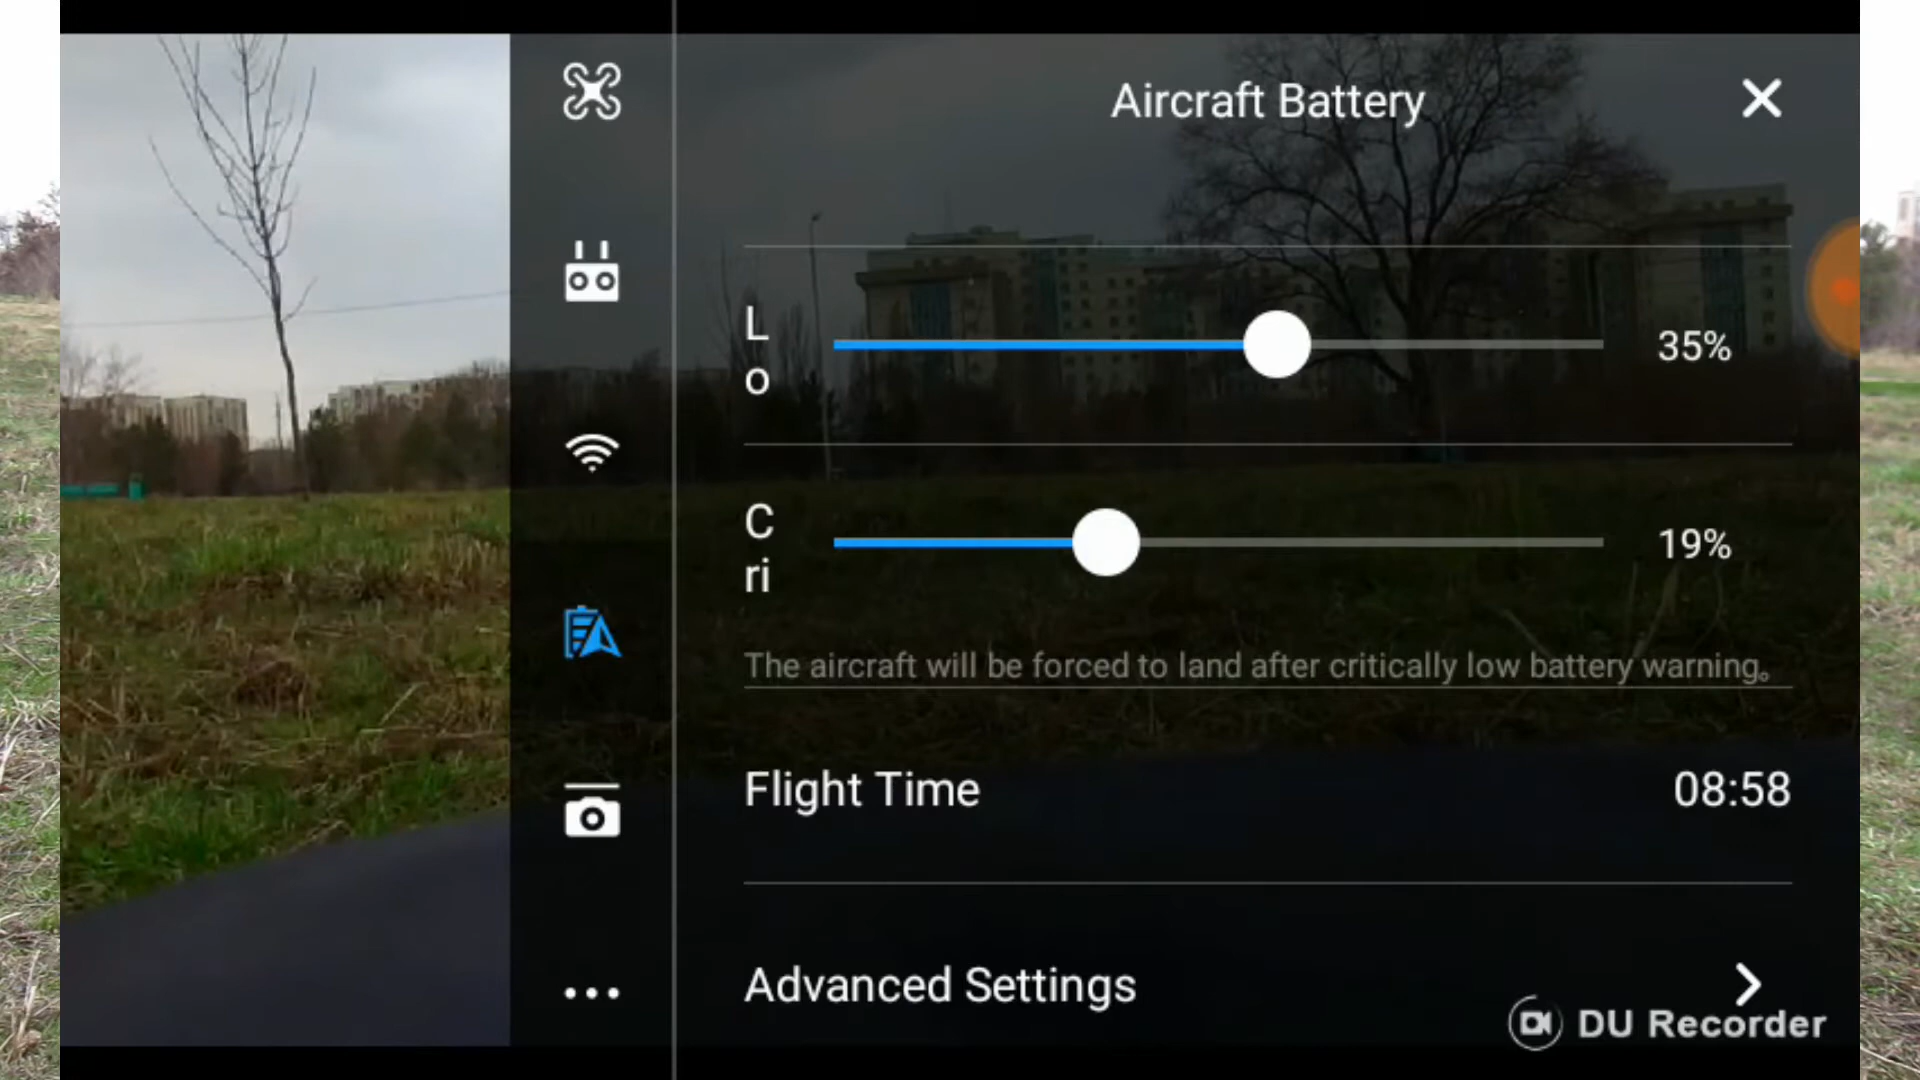 Aircraft Battery
L
o
35%
C
ri
19%
The aircraft will be forced to land after critically low battery warning。
Flight Time
08:58
Advanced Settings
DU Recorder